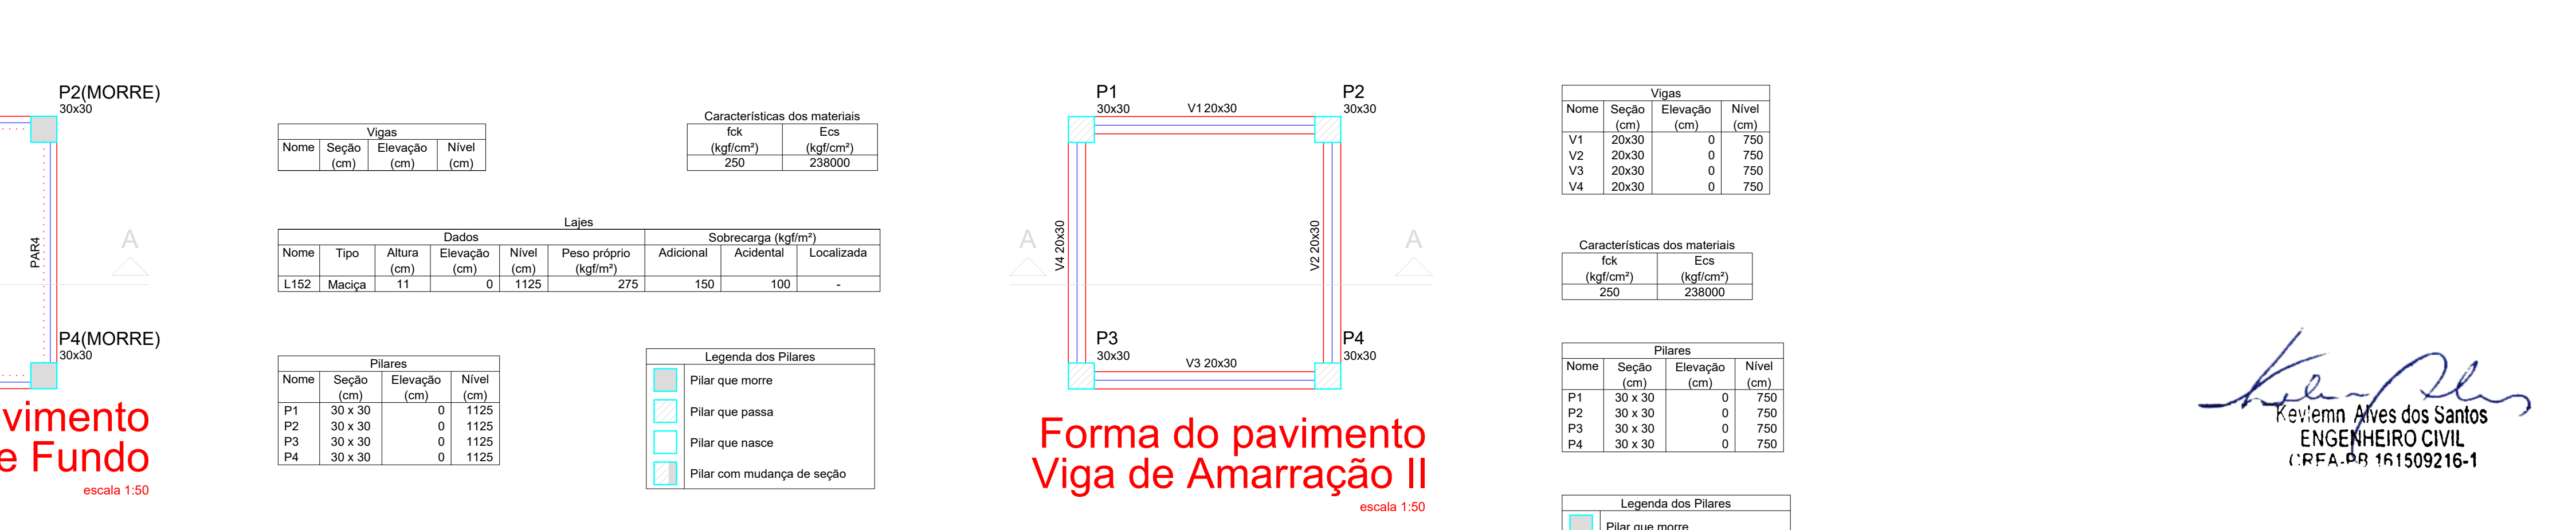 P2(MORRE)
30x30
PAR4
A
P4(MORRE)
30x30
vimento
e Fundo
escala 1:50
Vigas
Nome Seção (cm) Elevação (cm) Nível (cm)
Características dos materiais
fck (kgf/cm²) Ecs (kgf/cm²)
250 238000
Lajes
Dados Sobrecarga (kgf/m²)
Nome Tipo Altura (cm) Elevação (cm) Nível (cm) Peso próprio (kgf/m²) Adicional Acidental Localizada
L152 Maciça 11 0 1125 275 150 100 -
Pilares
Nome Seção (cm) Elevação (cm) Nível (cm)
P1 30 x 30 0 1125
P2 30 x 30 0 1125
P3 30 x 30 0 1125
P4 30 x 30 0 1125
Legenda dos Pilares
Pilar que morre
Pilar que passa
Pilar que nasce
Pilar com mudança de seção
P1
30x30
V1 20x30
P2
30x30
A
V4 20x30
V2 20x30
A
P3
30x30
V3 20x30
P4
30x30
Forma do pavimento
Viga de Amarração II
escala 1:50
Vigas
Nome Seção (cm) Elevação (cm) Nível (cm)
V1 20x30 0 750
V2 20x30 0 750
V3 20x30 0 750
V4 20x30 0 750
Características dos materiais
fck (kgf/cm²) Ecs (kgf/cm²)
250 238000
Pilares
Nome Seção (cm) Elevação (cm) Nível (cm)
P1 30 x 30 0 750
P2 30 x 30 0 750
P3 30 x 30 0 750
P4 30 x 30 0 750
Legenda dos Pilares
Pilar que morre
Kevlemn Alves dos Santos
ENGENHEIRO CIVIL
CREA-PB 161509216-1